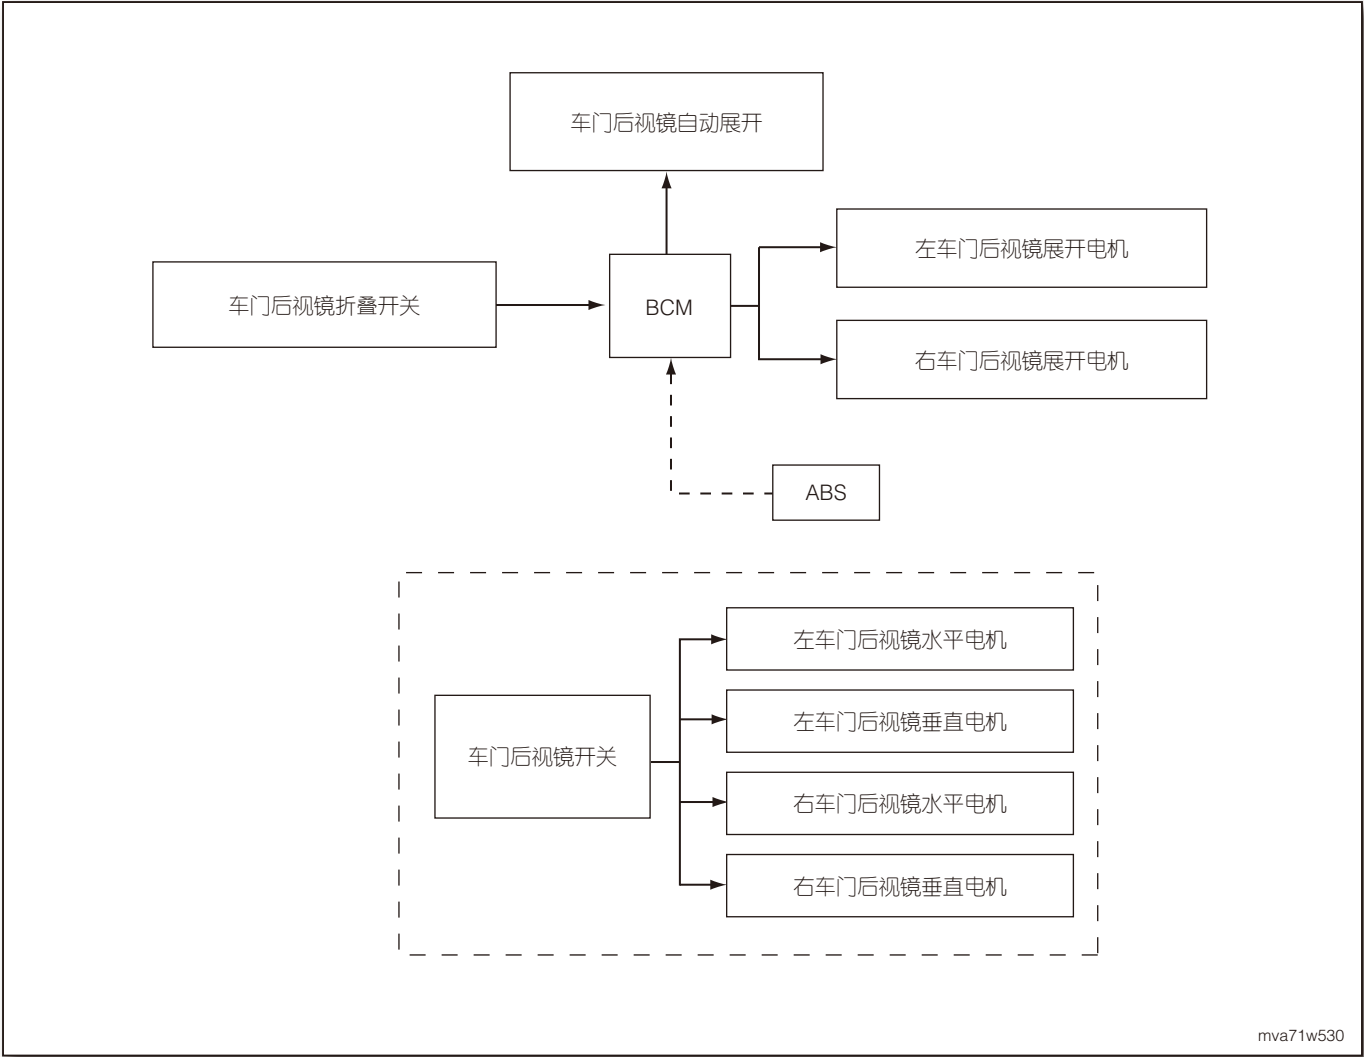 车门后视镜自动展开
左车门后视镜展开电机
车门后视镜折叠开关
BCM
右车门后视镜展开电机
ABS
左车门后视镜水平电机
左车门后视镜垂直电机
车门后视镜开关
右车门后视镜水平电机
右车门后视镜垂直电机
mva71w530